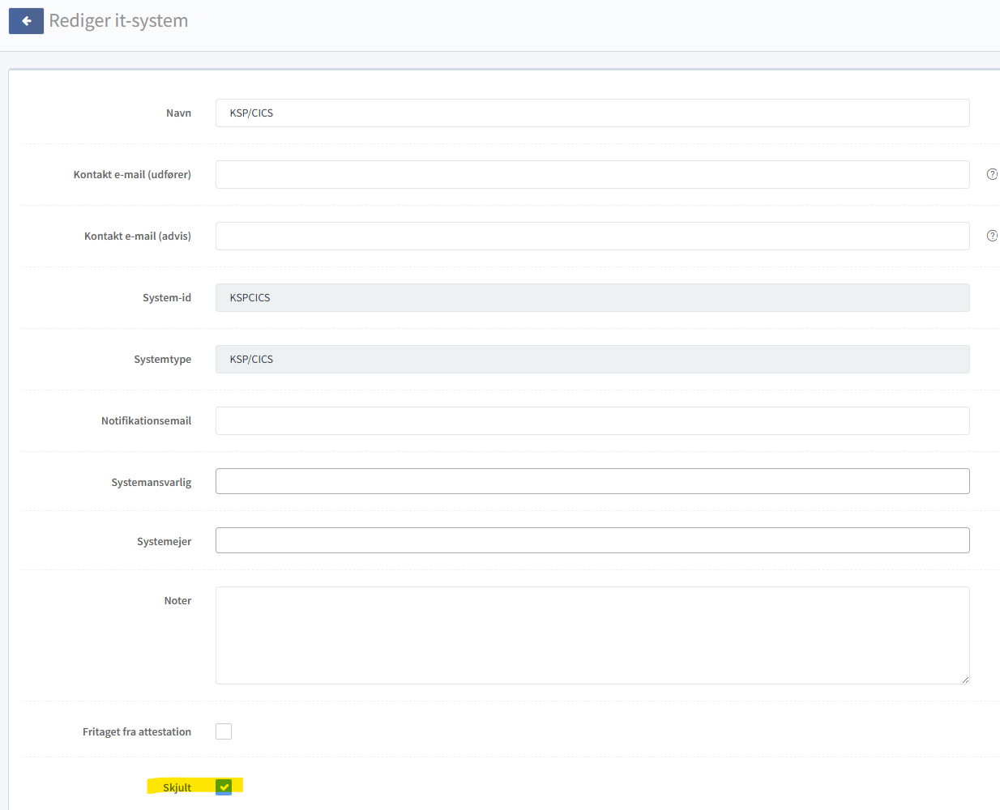 Rediger it-system
Navn KSP/CICS
Kontakt e-mail (udfører)
Kontakt e-mail (advis)
System-id KSPCICS
Systemtype KSP/CICS
Notifikationsemail
Systemansvarlig
Systemejer
Noter
Fritaget fra attestation
Skjult